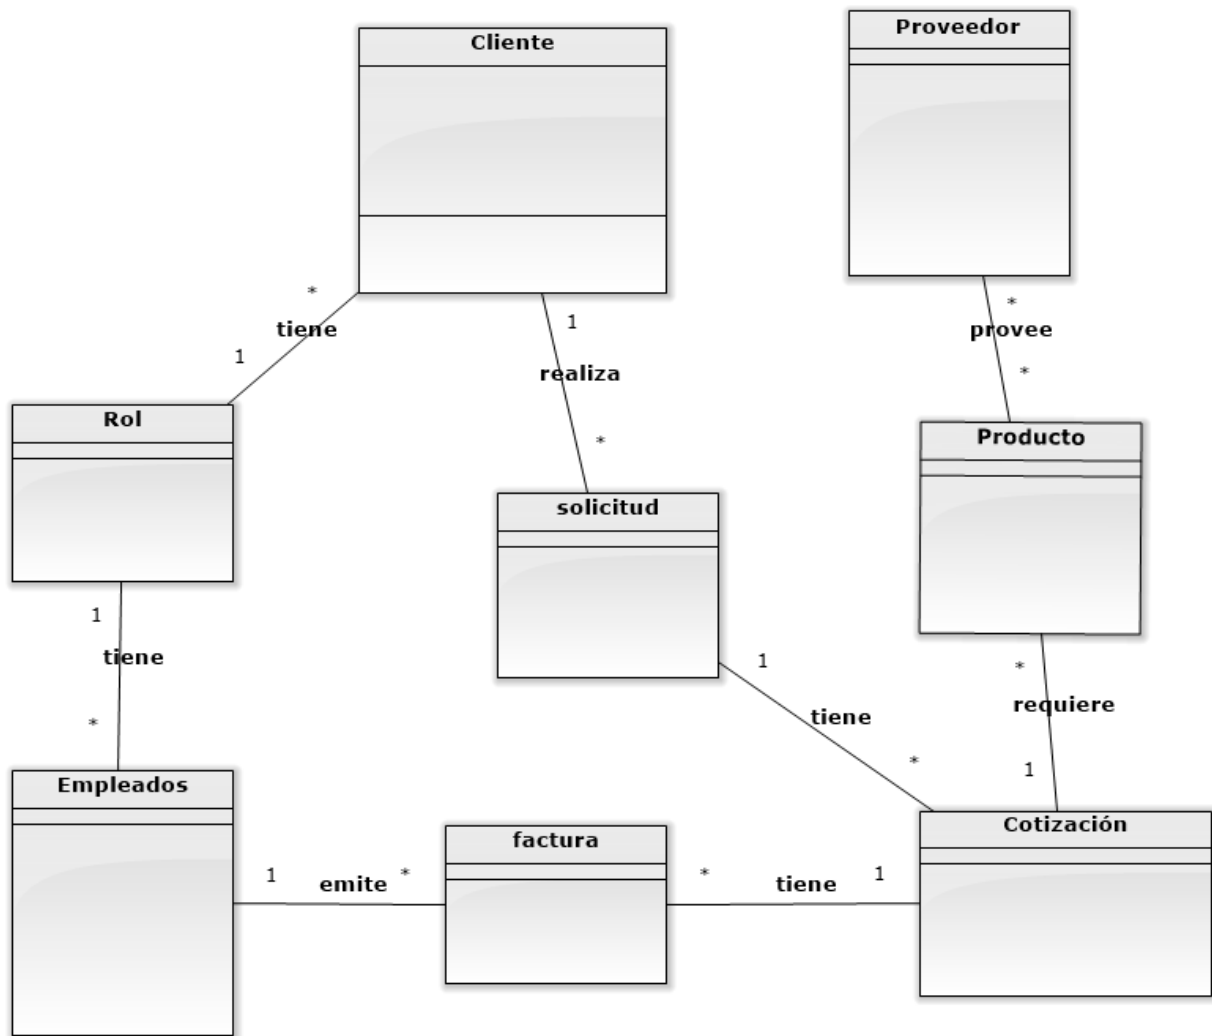 Cliente
Proveedor
*
tiene
1
1
realiza
*
*
provee
*
Rol
Producto
solicitud
1
tiene
*
1
tiene
*
*
requiere
1
Empleados
factura
Cotización
1
emite
*
*
tiene
1